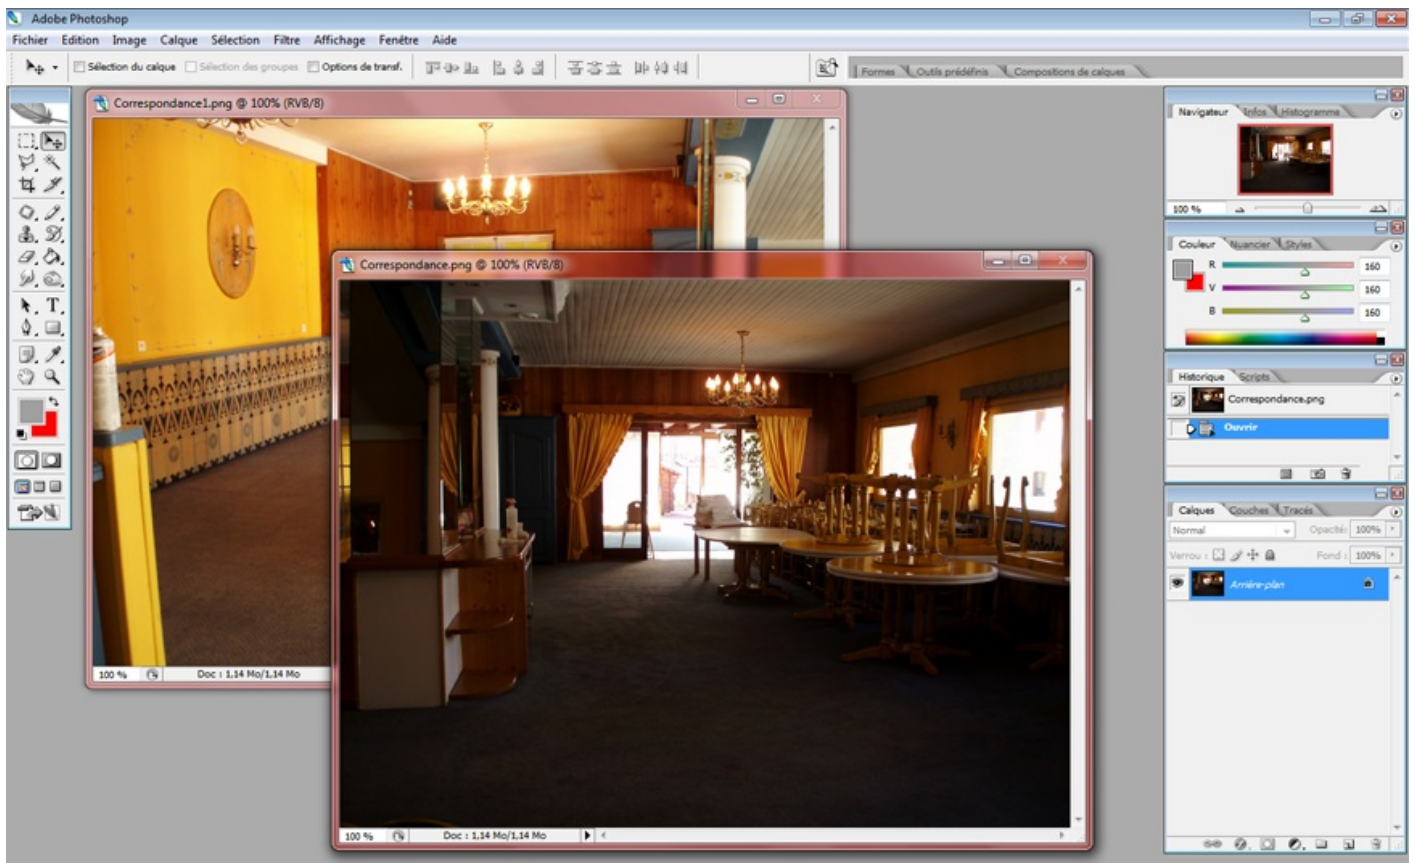 Adobe Photoshop
Fichier Edition Image Calque Sélection Filtre Affichage Fenêtre Aide
Sélection du calque Sélection des groupes Options de transf.
Formes Outils prédéfinis Compositions de calques
Correspondance1.png @ 100% (RVB/8)
100 % Doc : 1,14 Mo/1,14 Mo
Correspondance.png @ 100% (RVB/8)
100 % Doc : 1,14 Mo/1,14 Mo
Navigateur Infos Histogramme
100 %
Couleur Nuancier Styles
R 160
V 160
B 160
Historique Scripts
Correspondance.png
Ouvrir
Calques Couches Tracés
Normal Opacité: 100%
Verrou : Fond : 100%
Arrière-plan